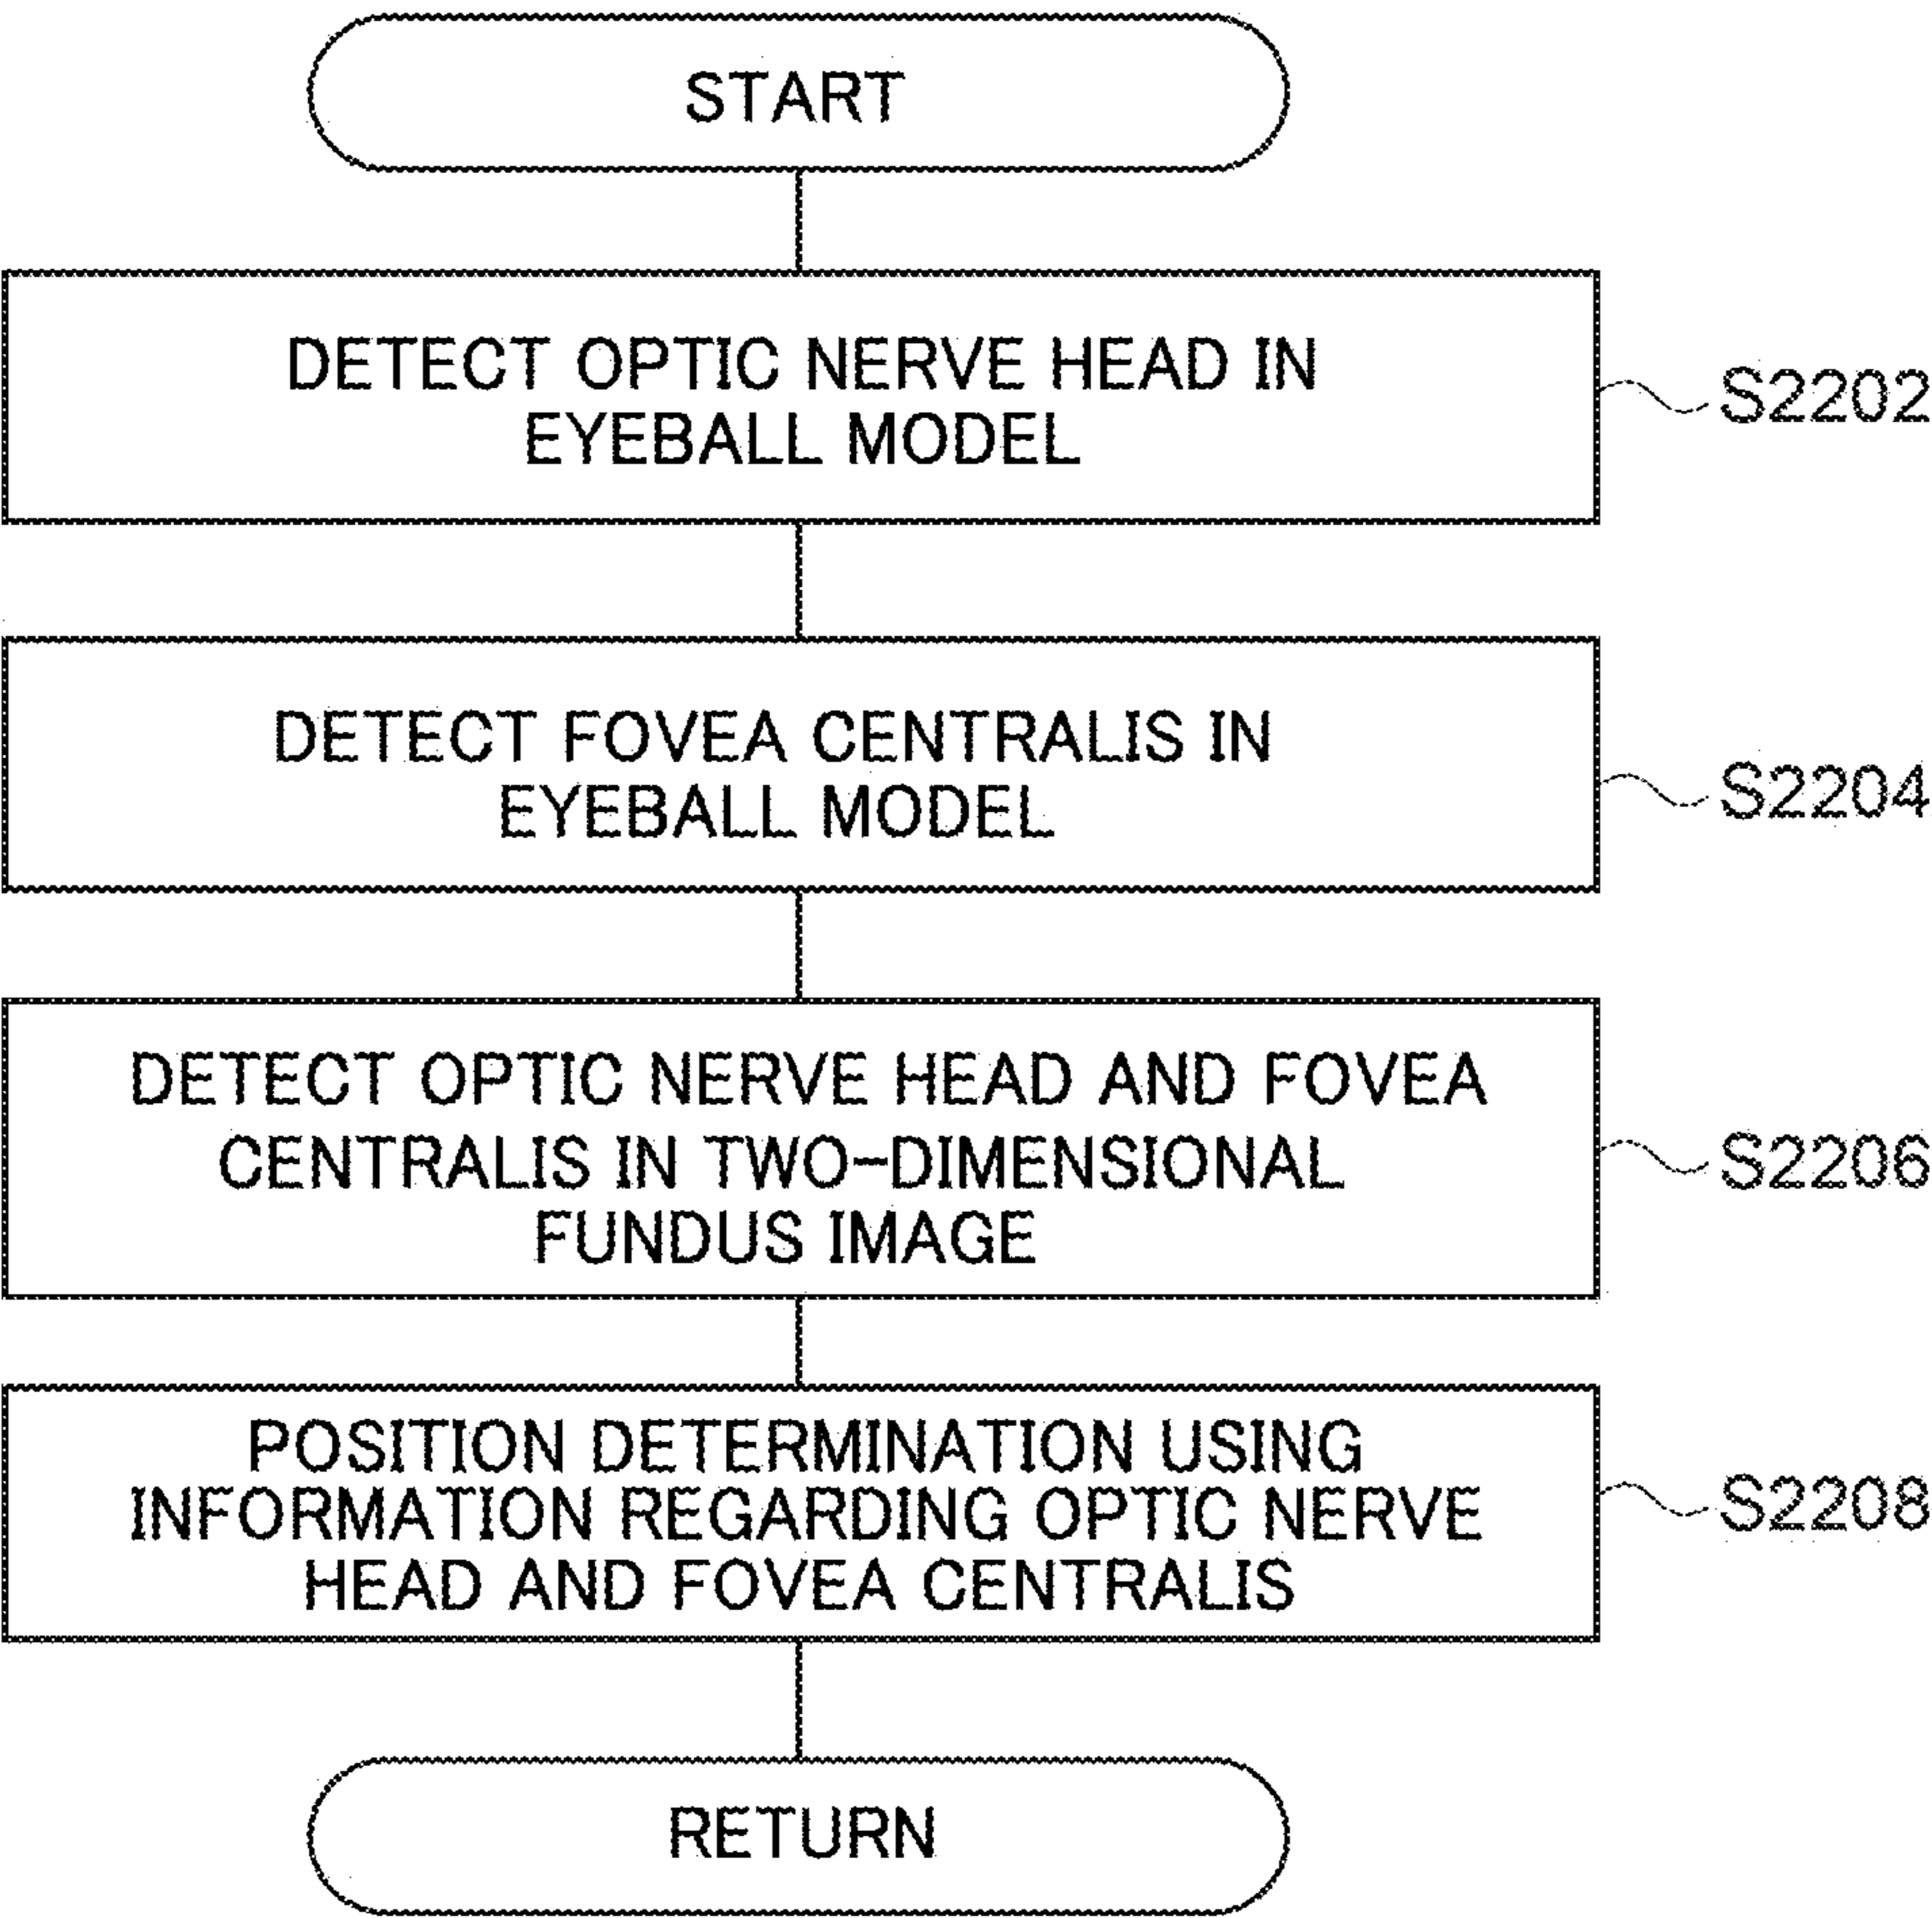 START
DETECT OPTIC NERVE HEAD IN
EYEBALL MODEL
S2202
DETECT FOVEA CENTRALIS IN
EYEBALL MODEL
S2204
DETECT OPTIC NERVE HEAD AND FOVEA
CENTRALIS IN TWO-DIMENSIONAL
FUNDUS IMAGE
S2206
POSITION DETERMINATION USING
INFORMATION REGARDING OPTIC NERVE
HEAD AND FOVEA CENTRALIS
S2208
RETURN